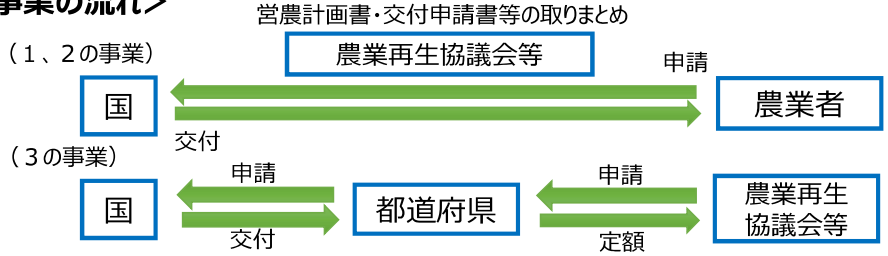 事業の流れ>
営農計画書・交付申請書等の取りまとめ
(1、2の事業)
農業再生協議会等
申請
国
農業者
交付
(3の事業)
申請
申請
国
都道府県
農業再生
協議会等
交付
定額